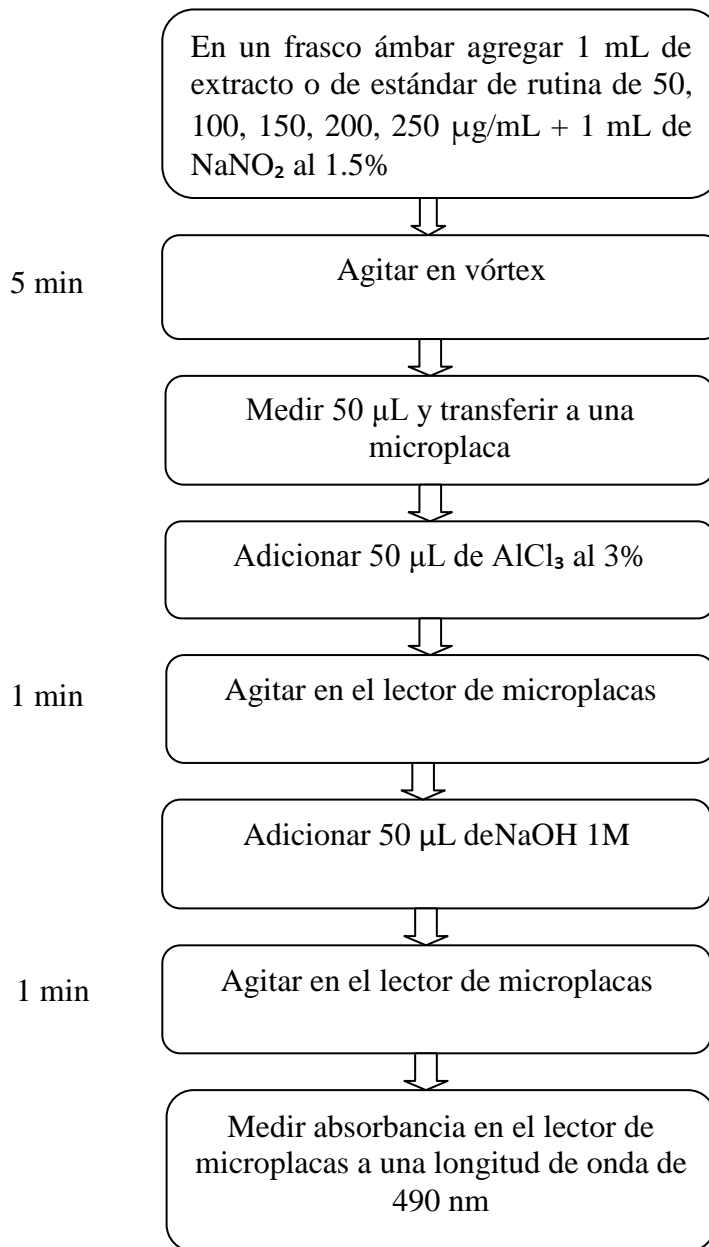 En un frasco ámbar agregar 1 mL de
extracto o de estándar de rutina de 50,
100, 150, 200, 250 µg/mL + 1 mL de
NaNO₂ al 1.5%
5 min
Agitar en vórtex
Medir 50 µL y transferir a una
microplaca
Adicionar 50 µL de AlCl₃ al 3%
1 min
Agitar en el lector de microplacas
Adicionar 50 µL deNaOH 1M
1 min
Agitar en el lector de microplacas
Medir absorbancia en el lector de
microplacas a una longitud de onda de
490 nm